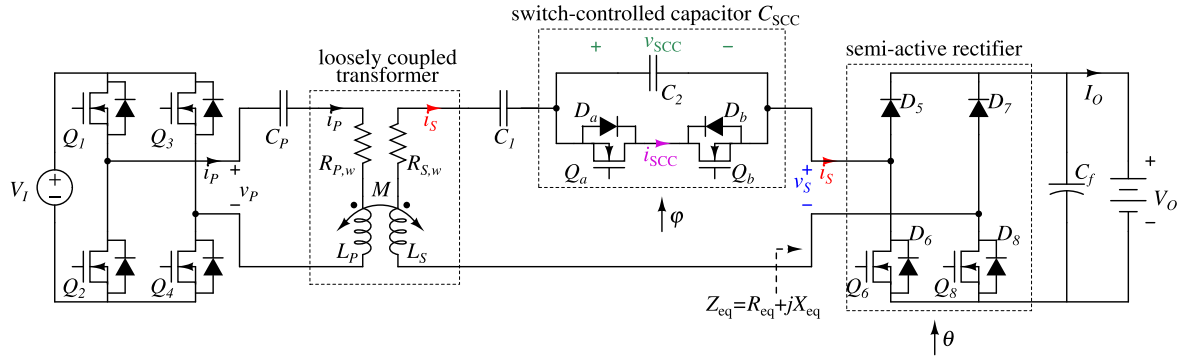 switch-controlled capacitor C_SCC
+ v_SCC −
semi-active rectifier
loosely coupled
transformer
C_2
Q_1
Q_3
i_P
i_S
D_a
D_b
D_5
D_7
I_O
C_P
C_1
i_SCC
i_P
R_P,w
R_S,w
Q_a
Q_b
V_I
+
−
+
v_P
−
M
v_S
+
−
i_S
C_f
+
V_O
−
φ
L_P
L_S
D_6
D_8
Q_2
Q_4
Q_6
Q_8
Z_eq=R_eq+jX_eq
θ